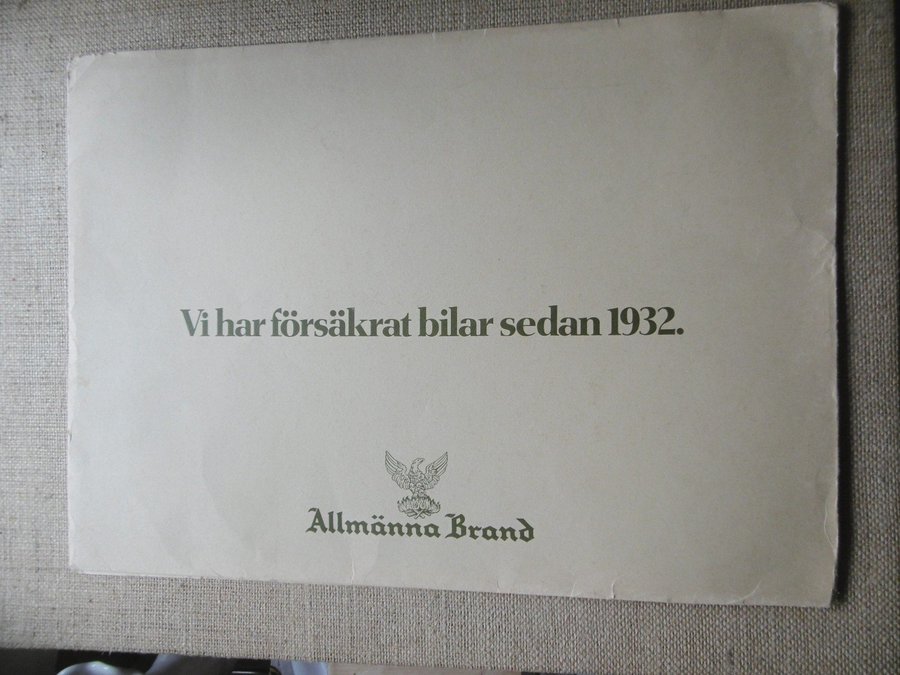 Vi har försäkrat bilar sedan 1932.
Allmänna Brand